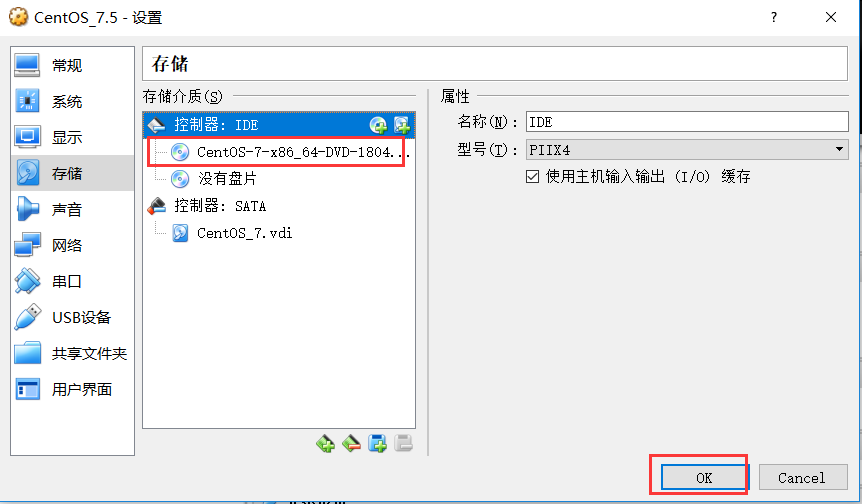 CentOS_7.5 - 设置
?
常规
系统
显示
存储
声音
网络
串口
USB设备
共享文件夹
用户界面
存储
存储介质(S)
控制器: IDE
CentOS-7-x86_64-DVD-1804...
没有盘片
控制器: SATA
CentOS_7.vdi
属性
名称(N): IDE
型号(T): PIIX4
使用主机输入输出 (I/O) 缓存
OK Cancel